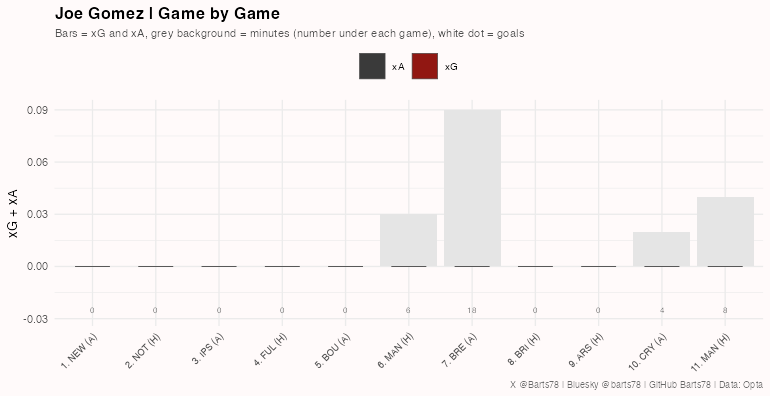 Joe Gomez | Game by Game
Bars = xG and xA, grey background = minutes (number under each game), white dot = goals
xA xG
xG + xA
0.09
0.06
0.03
0.00
-0.03
0 0 0 0 0 6 18 0 0 4 8
1. NEW (A) 2. NOT (H) 3. IPS (A) 4. FUL (H) 5. BOU (A) 6. MAN (H) 7. BRE (A) 8. BRI (H) 9. ARS (H) 10. CRY (A) 11. MAN (H)
X @Barts78 | Bluesky @barts78 | GitHub Barts78 | Data: Opta